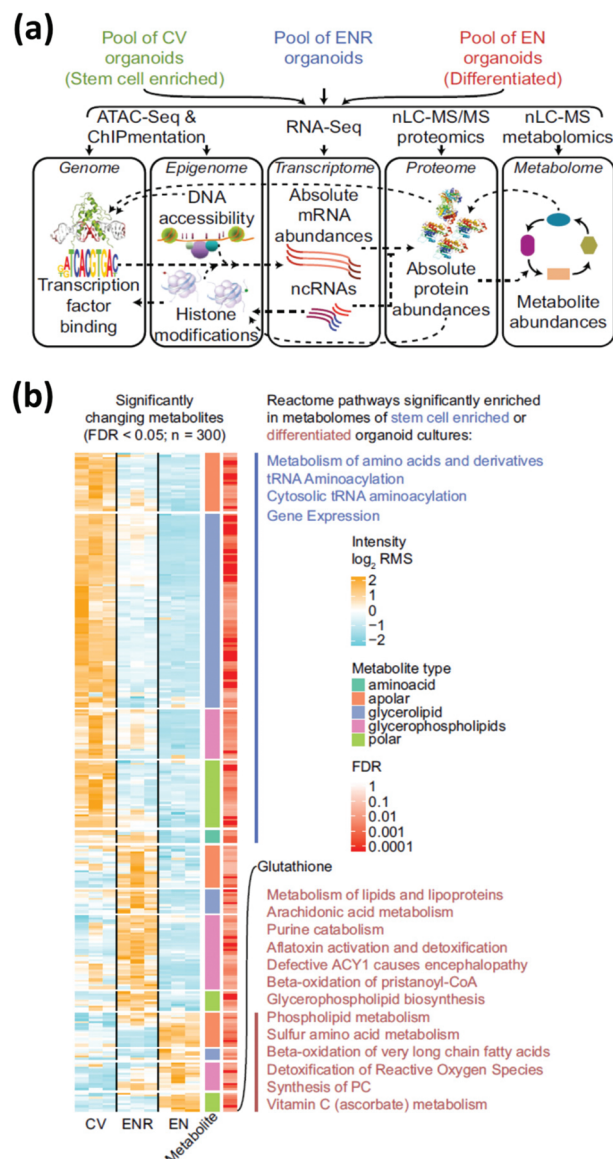 (a)
Pool of CV
organoids
(Stem cell enriched)
Pool of ENR
organoids
Pool of EN
organoids
(Differentiated)
ATAC-Seq &
ChIPmentation
RNA-Seq
nLC-MS/MS
proteomics
nLC-MS
metabolomics
Genome
Epigenome
Transcriptome
Proteome
Metabolome
DNA
accessibility
Absolute
mRNA
abundances
ATCACGTGAC
Transcription
factor
binding
Histone
modifications
ncRNAs
Absolute
protein
abundances
Metabolite
abundances
(b)
Significantly
changing metabolites
(FDR < 0.05; n = 300)
Reactome pathways significantly enriched
in metabolomes of stem cell enriched or
differentiated organoid cultures:
Metabolism of amino acids and derivatives
tRNA Aminoacylation
Cytosolic tRNA aminoacylation
Gene Expression
Intensity
log2 RMS
2
1
0
−1
−2
Metabolite type
aminoacid
apolar
glycerolipid
glycerophospholipids
polar
FDR
1
0.1
0.01
0.001
0.0001
Glutathione
Metabolism of lipids and lipoproteins
Arachidonic acid metabolism
Purine catabolism
Aflatoxin activation and detoxification
Defective ACY1 causes encephalopathy
Beta-oxidation of pristanoyl-CoA
Glycerophospholipid biosynthesis
Phospholipid metabolism
Sulfur amino acid metabolism
Beta-oxidation of very long chain fatty acids
Detoxification of Reactive Oxygen Species
Synthesis of PC
Vitamin C (ascorbate) metabolism
CV
ENR
EN
Metabolite